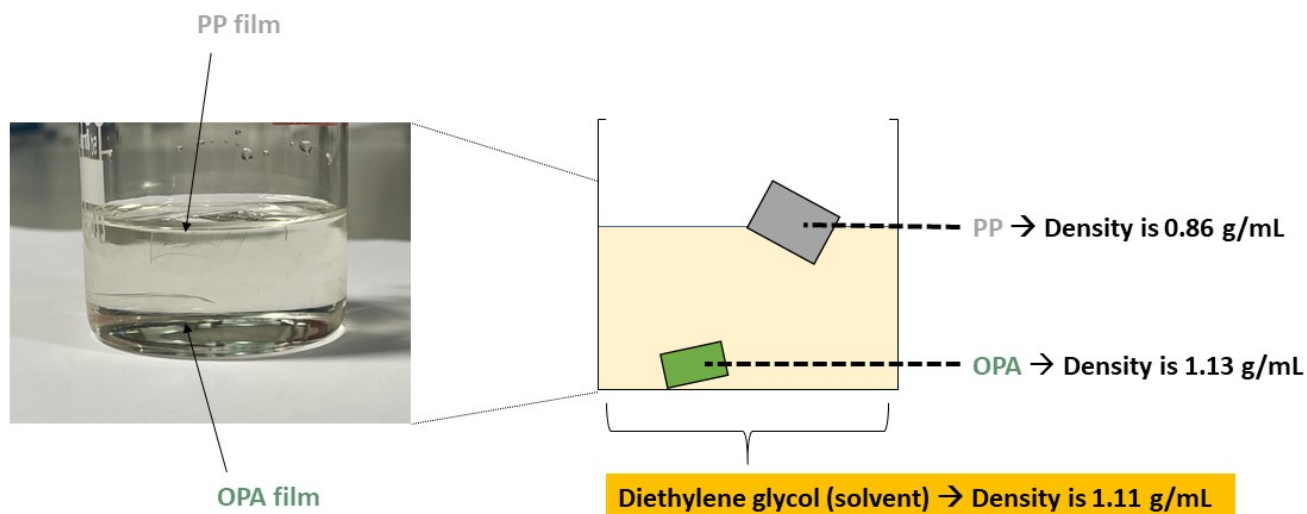 PP film
PP → Density is 0.86 g/mL
OPA → Density is 1.13 g/mL
OPA film
Diethylene glycol (solvent) → Density is 1.11 g/mL